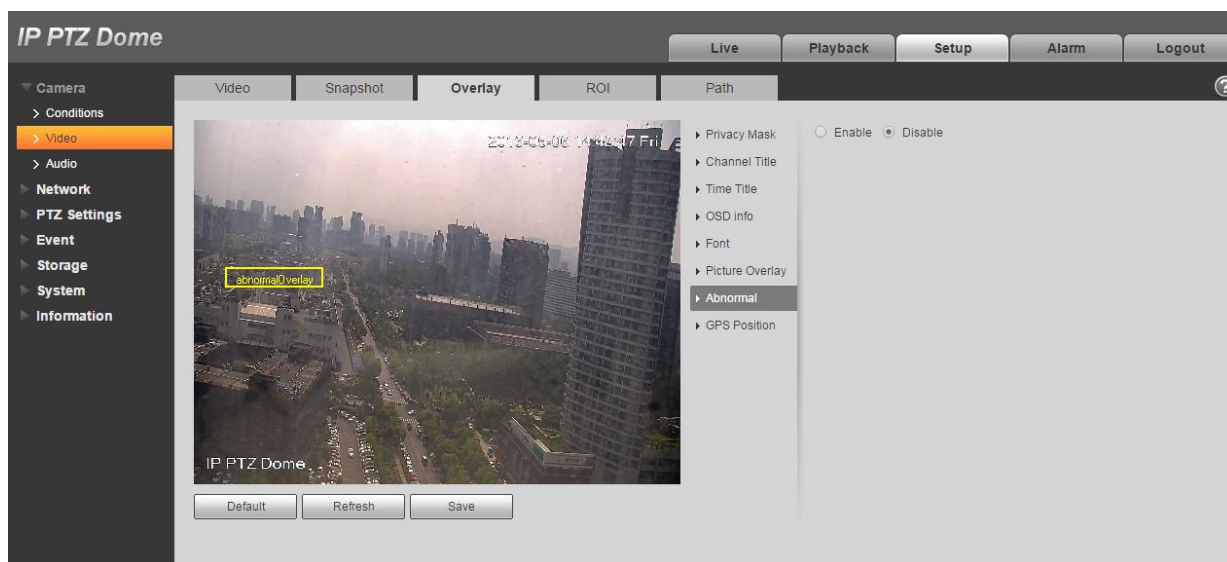 IP PTZ Dome
Live
Playback
Setup
Alarm
Logout
Camera
Conditions
Video
Audio
Network
PTZ Settings
Event
Storage
System
Information
Video
Snapshot
Overlay
ROI
Path
?
Fri
abnormalOverlay
IP PTZ Dome
Default
Refresh
Save
Privacy Mask
Channel Title
Time Title
OSD info
Font
Picture Overlay
Abnormal
GPS Position
Enable
Disable